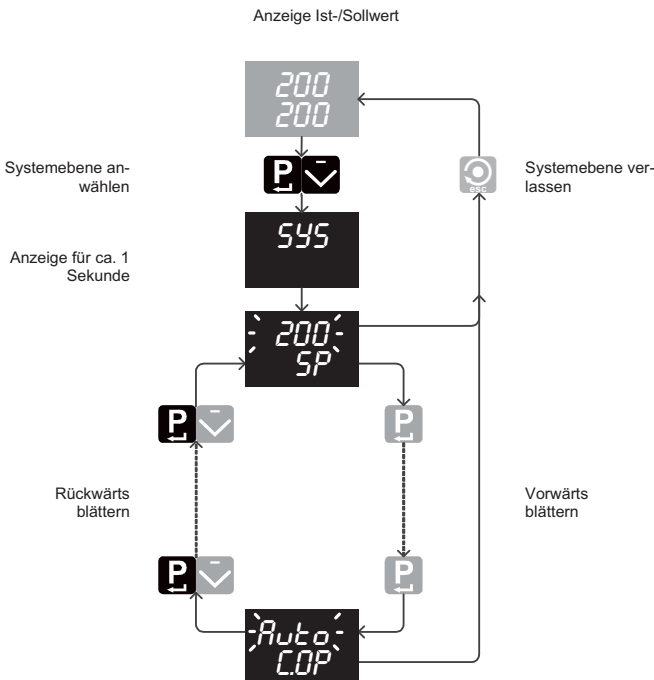 Anzeige Ist-/Sollwert
200
200
Systemebene an-
wählen
P
esc
Systemebene ver-
lassen
SYS
Anzeige für ca. 1
Sekunde
200
SP
P
P
Rückwärts
blättern
Vorwärts
blättern
P
P
Auto
C.OP